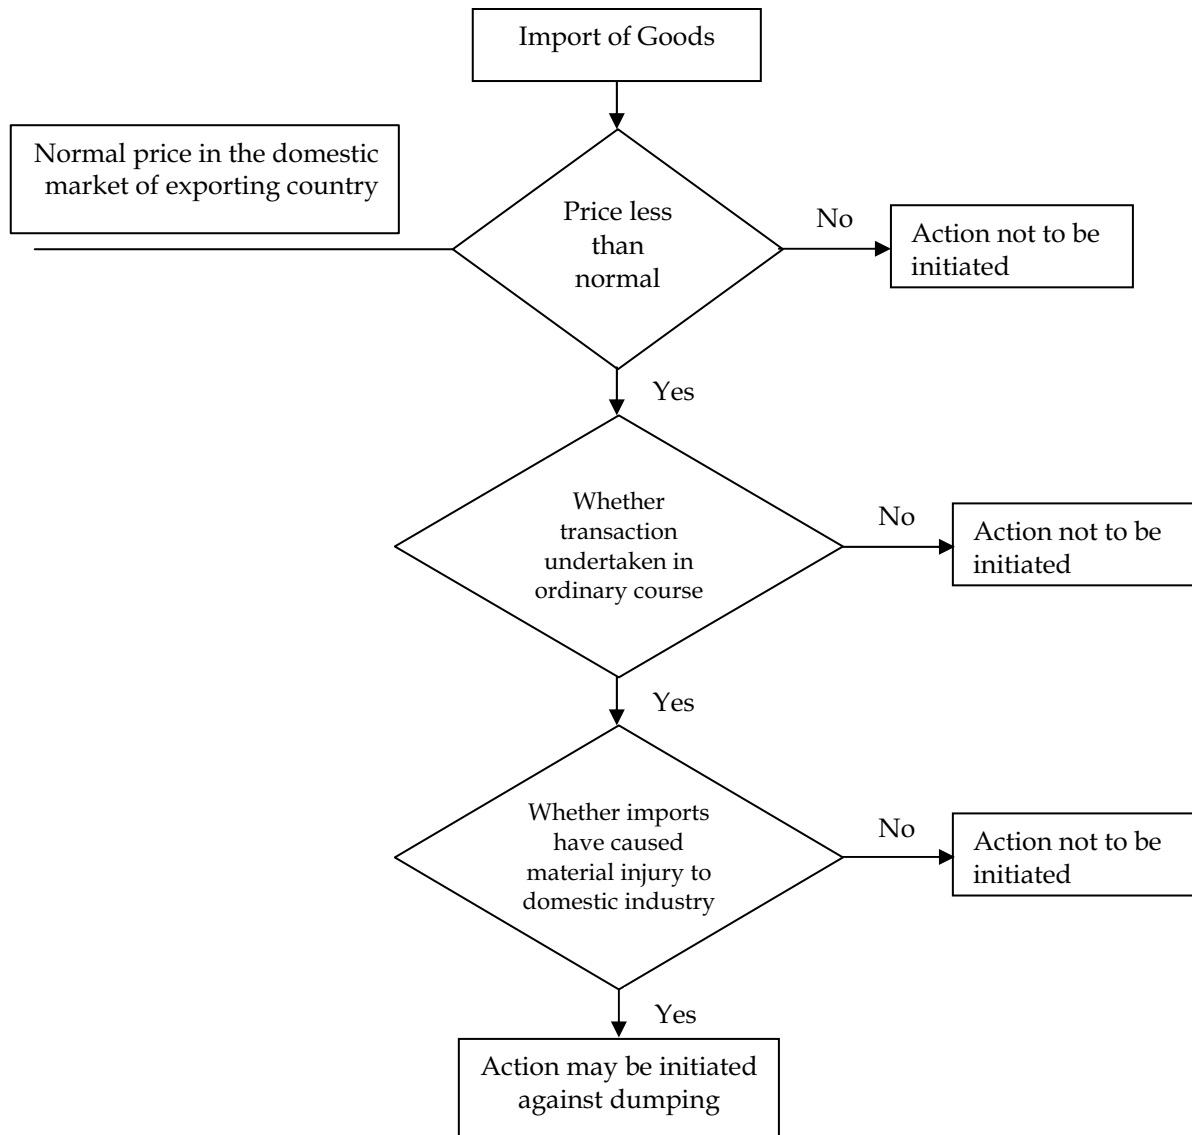 Import of Goods
Normal price in the domestic
market of exporting country
Price less
than
normal
No
Action not to be
initiated
Yes
Whether
transaction
undertaken in
ordinary course
No
Action not to be
initiated
Yes
Whether imports
have caused
material injury to
domestic industry
No
Action not to be
initiated
Yes
Action may be initiated
against dumping